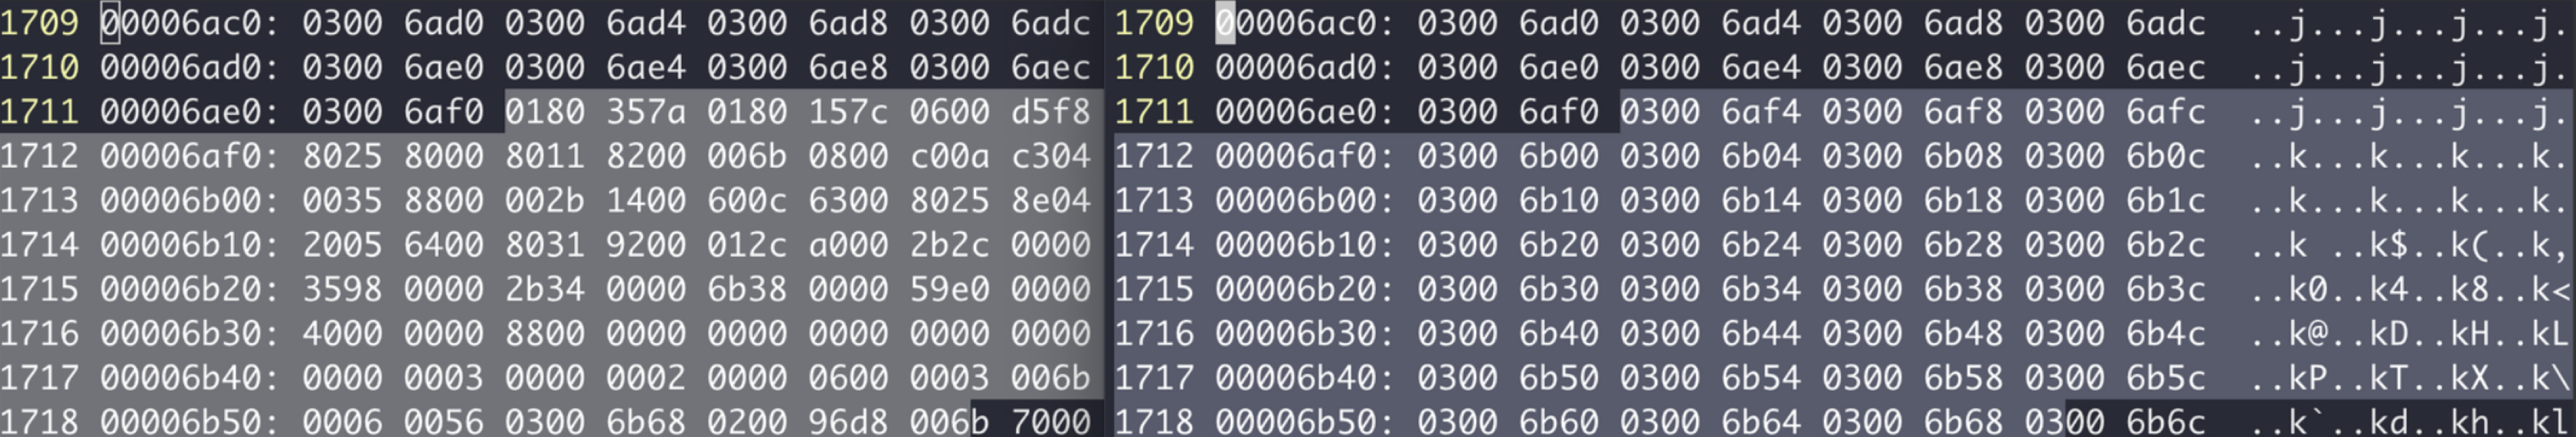 1709 00006ac0: 0300 6ad0 0300 6ad4 0300 6ad8 0300 6adc
1710 00006ad0: 0300 6ae0 0300 6ae4 0300 6ae8 0300 6aec
1711 00006ae0: 0300 6af0 0180 357a 0180 157c 0600 d5f8
1712 00006af0: 8025 8000 8011 8200 006b 0800 c00a c304
1713 00006b00: 0035 8800 002b 1400 600c 6300 8025 8e04
1714 00006b10: 2005 6400 8031 9200 012c a000 2b2c 0000
1715 00006b20: 3598 0000 2b34 0000 6b38 0000 59e0 0000
1716 00006b30: 4000 0000 8800 0000 0000 0000 0000 0000
1717 00006b40: 0000 0003 0000 0002 0000 0600 0003 006b
1718 00006b50: 0006 0056 0300 6b68 0200 96d8 006b 7000
1709 00006ac0: 0300 6ad0 0300 6ad4 0300 6ad8 0300 6adc ..j...j...j...j.
1710 00006ad0: 0300 6ae0 0300 6ae4 0300 6ae8 0300 6aec ..j...j...j...j.
1711 00006ae0: 0300 6af0 0300 6af4 0300 6af8 0300 6afc ..j...j...j...j.
1712 00006af0: 0300 6b00 0300 6b04 0300 6b08 0300 6b0c ..k...k...k...k.
1713 00006b00: 0300 6b10 0300 6b14 0300 6b18 0300 6b1c ..k...k...k...k.
1714 00006b10: 0300 6b20 0300 6b24 0300 6b28 0300 6b2c ..k ..k$..k(..k,
1715 00006b20: 0300 6b30 0300 6b34 0300 6b38 0300 6b3c ..k0..k4..k8..k<
1716 00006b30: 0300 6b40 0300 6b44 0300 6b48 0300 6b4c ..k@..kD..kH..kL
1717 00006b40: 0300 6b50 0300 6b54 0300 6b58 0300 6b5c ..kP..kT..kX..k\
1718 00006b50: 0300 6b60 0300 6b64 0300 6b68 0300 6b6c ..k`..kd..kh..kl